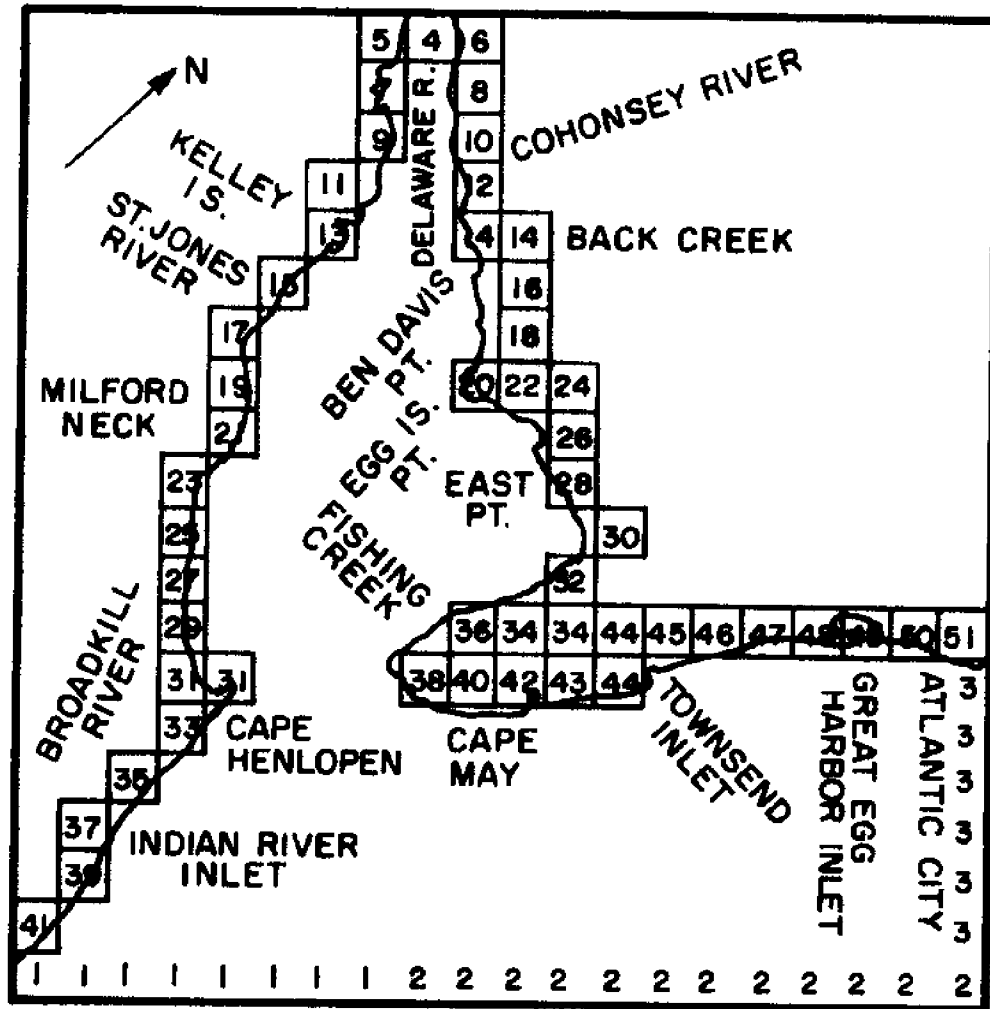 5 4 6
N
7 8
COHONSEY RIVER
9 10
KELLEY
IS.
11 12
DELAWARE R.
ST. JONES
RIVER
13 14 14
BACK CREEK
15 16
17 18
BEN DAVIS
PT.
MILFORD
NECK
19 20 22 24
21 26
EGG IS.
PT.
23 28
EAST
PT.
25 30
FISHING
CREEK
27 32
29 36 34 34 44 45 46 47 48 49 50 51
BROADKILL
RIVER
31 31 38 40 42 43 44 3
33 3
CAPE
HENLOPEN
CAPE
MAY
TOWNSEND
INLET
GREAT EGG
HARBOR INLET
ATLANTIC CITY
35 3
37 3
INDIAN RIVER
INLET
39 3
41 3
1 1 1 1 1 1 1 1 2 2 2 2 2 2 2 2 2 2 2 2